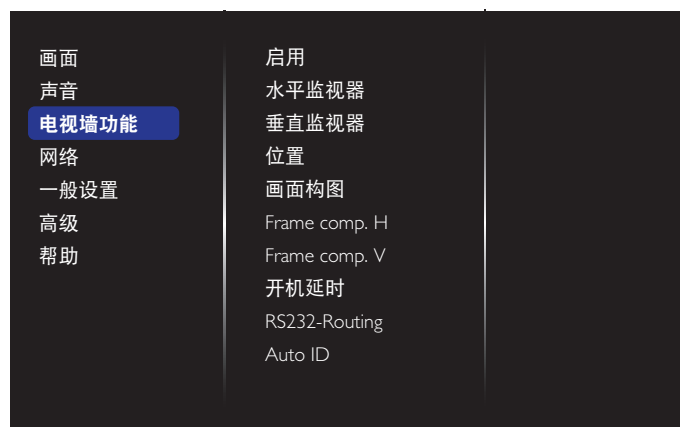 画面
声音
电视墙功能
网络
一般设置
高级
帮助
启用
水平监视器
垂直监视器
位置
画面构图
Frame comp. H
Frame comp. V
开机延时
RS232-Routing
Auto ID